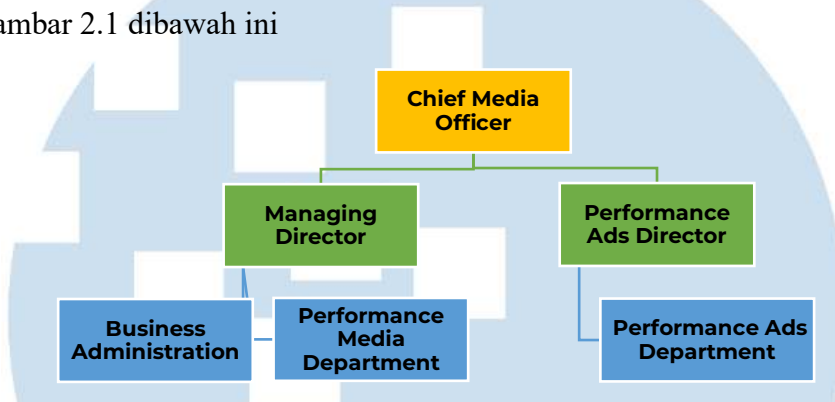 ambar 2.1 dibawah ini
Chief Media
Officer
Managing
Director
Performance
Ads Director
Business
Administration
Performance
Media
Department
Performance Ads
Department